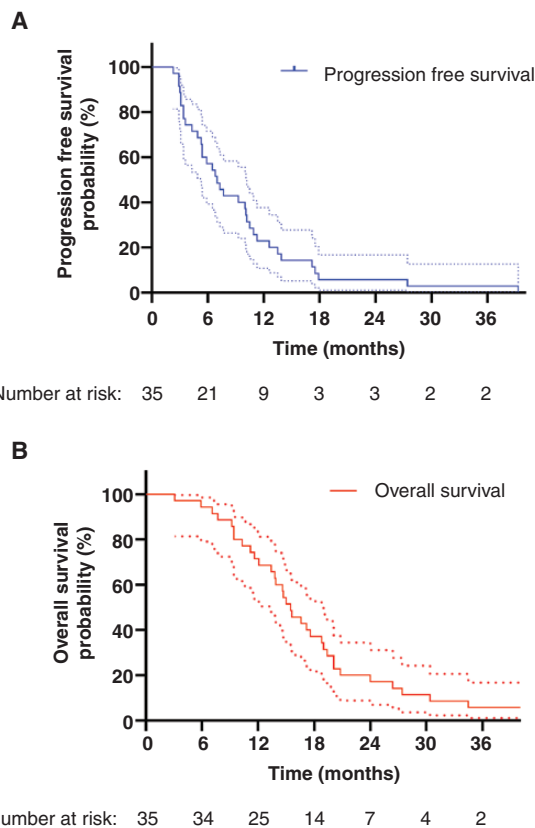 A
Progression free survival
probability (%)
100
80
60
40
20
0
Progression free survival
0 6 12 18 24 30 36
Time (months)
Number at risk: 35 21 9 3 3 2 2
B
Overall survival
probability (%)
100
80
60
40
20
0
Overall survival
0 6 12 18 24 30 36
Time (months)
umber at risk: 35 34 25 14 7 4 2